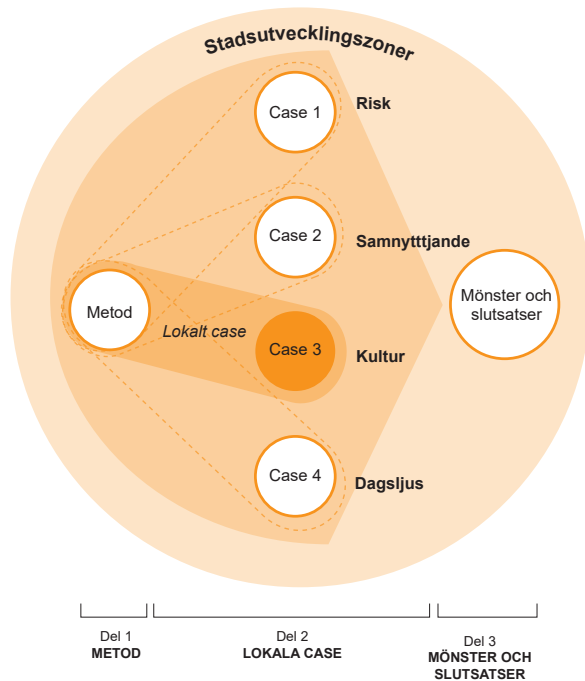 Stadsutvecklingszoner
Case 1
Risk
Case 2
Samnytttjande
Metod
Lokalt case
Case 3
Kultur
Case 4
Dagsljus
Mönster och
slutsatser
Del 1
METOD
Del 2
LOKALA CASE
Del 3
MÖNSTER OCH
SLUTSATSER